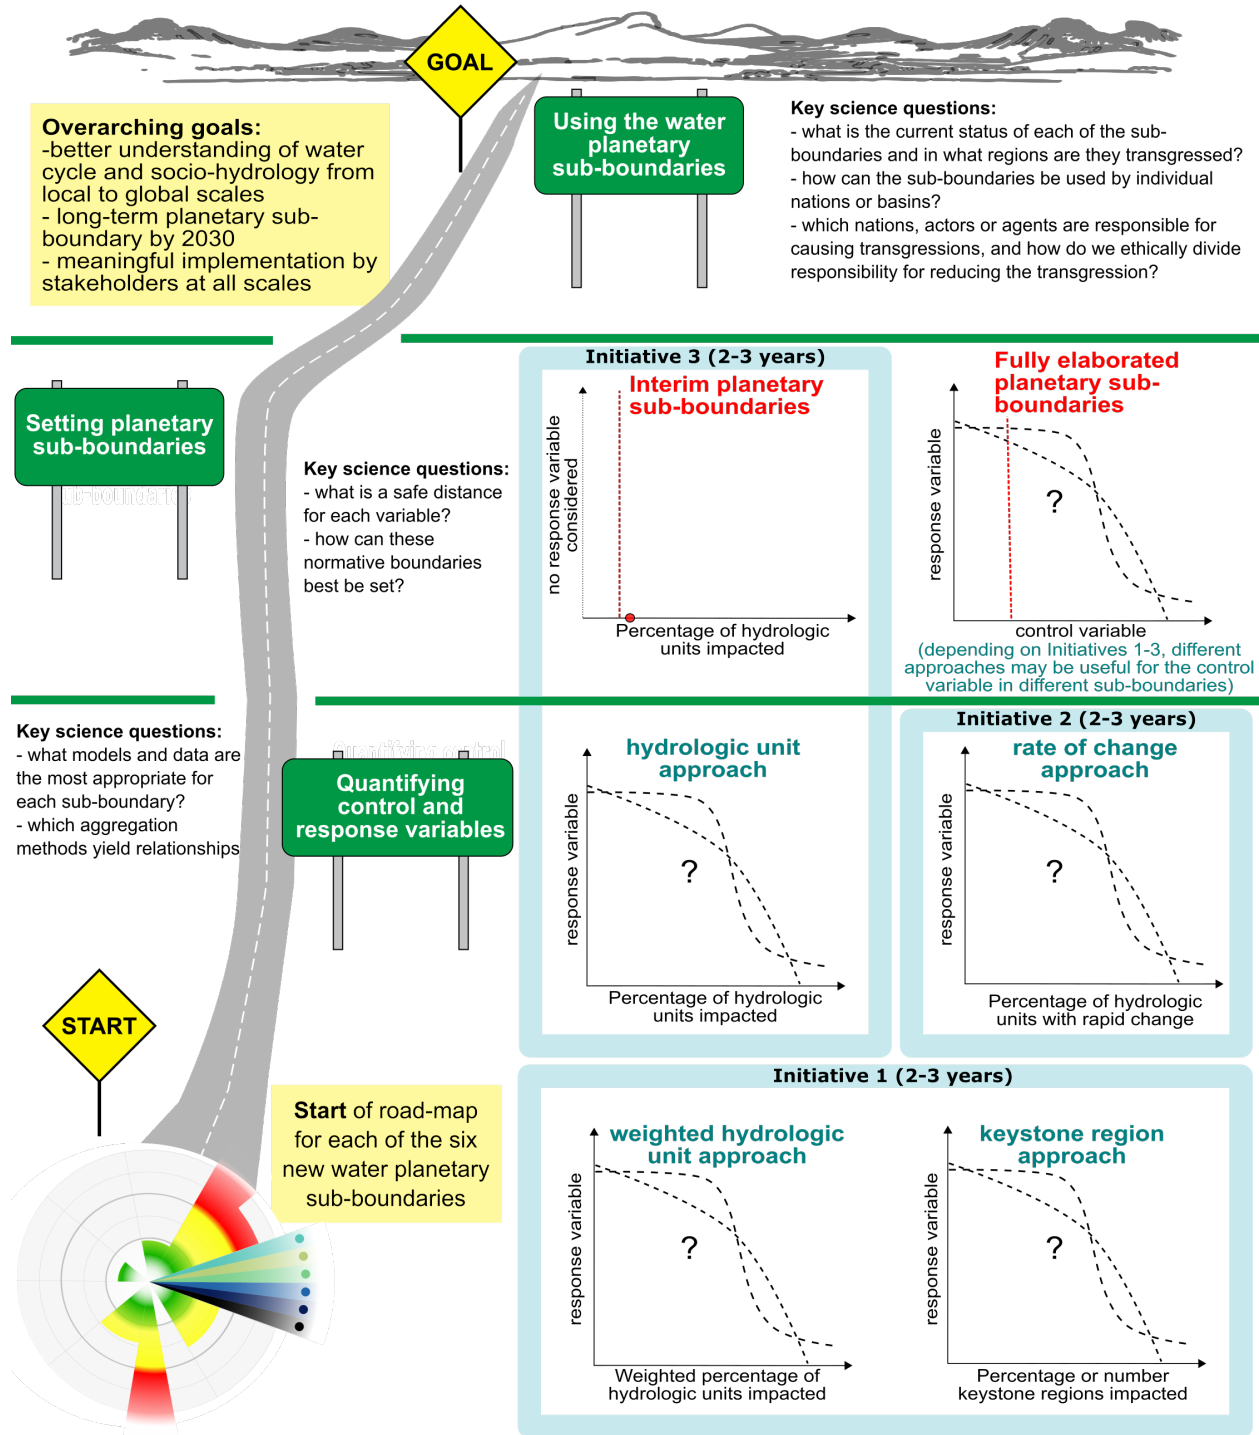 GOAL
Overarching goals:
-better understanding of water
cycle and socio-hydrology from
local to global scales
- long-term planetary sub-
boundary by 2030
- meaningful implementation by
stakeholders at all scales
Using the water
planetary
sub-boundaries
Key science questions:
- what is the current status of each of the sub-
boundaries and in what regions are they transgressed?
- how can the sub-boundaries be used by individual
nations or basins?
- which nations, actors or agents are responsible for
causing transgressions, and how do we ethically divide
responsibility for reducing the transgression?
Setting planetary
sub-boundaries
sub-boundaries
Key science questions:
- what is a safe distance
for each variable?
- how can these
normative boundaries
best be set?
Initiative 3 (2-3 years)
Interim planetary
sub-boundaries
no response variable
considered
Percentage of hydrologic
units impacted
Fully elaborated
planetary sub-
boundaries
response variable
?
control variable
(depending on Initiatives 1-3, different
approaches may be useful for the control
variable in different sub-boundaries)
Key science questions:
- what models and data are
the most appropriate for
each sub-boundary?
- which aggregation
methods yield relationships
Quantifying control
Quantifying
control and
response variables
hydrologic unit
approach
response variable
?
Percentage of hydrologic
units impacted
Initiative 2 (2-3 years)
rate of change
approach
response variable
?
Percentage of hydrologic
units with rapid change
START
Start of road-map
for each of the six
new water planetary
sub-boundaries
Initiative 1 (2-3 years)
weighted hydrologic
unit approach
response variable
?
Weighted percentage of
hydrologic units impacted
keystone region
approach
response variable
?
Percentage or number
keystone regions impacted